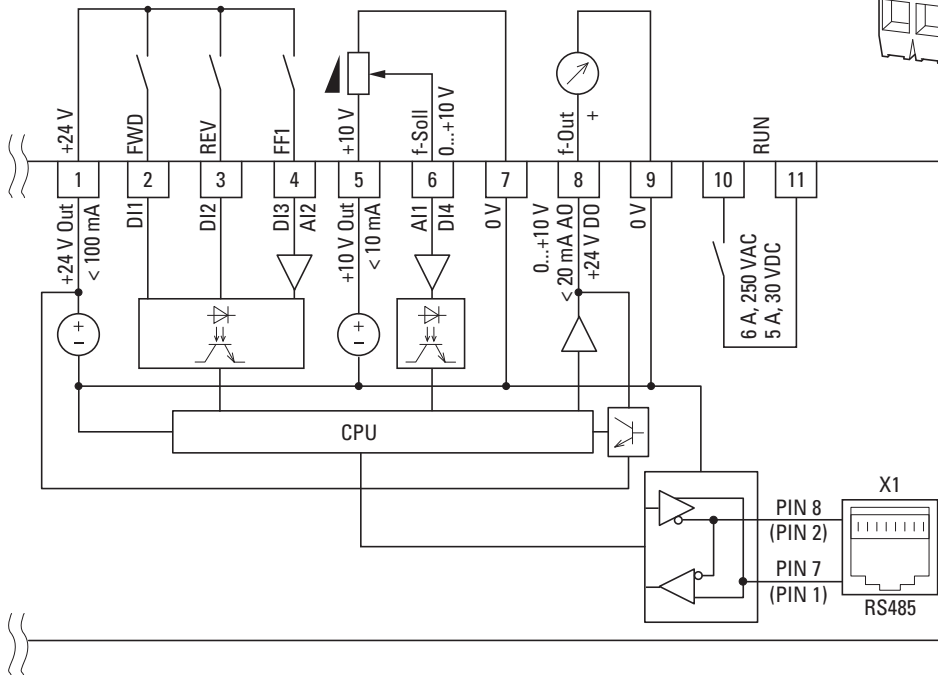 +24 V
FWD
REV
FF1
+10 V
f-Soll
0...+10 V
f-Out
+
RUN
1
2
3
4
5
6
7
8
9
10
11
+24 V Out
< 100 mA
DI1
DI2
DI3
AI2
+10 V Out
< 10 mA
AI1
DI4
0 V
0...+10 V
< 20 mA AO
+24 V DO
0 V
6 A, 250 VAC
5 A, 30 VDC
+
−
+
−
CPU
X1
PIN 8
(PIN 2)
PIN 7
(PIN 1)
RS485